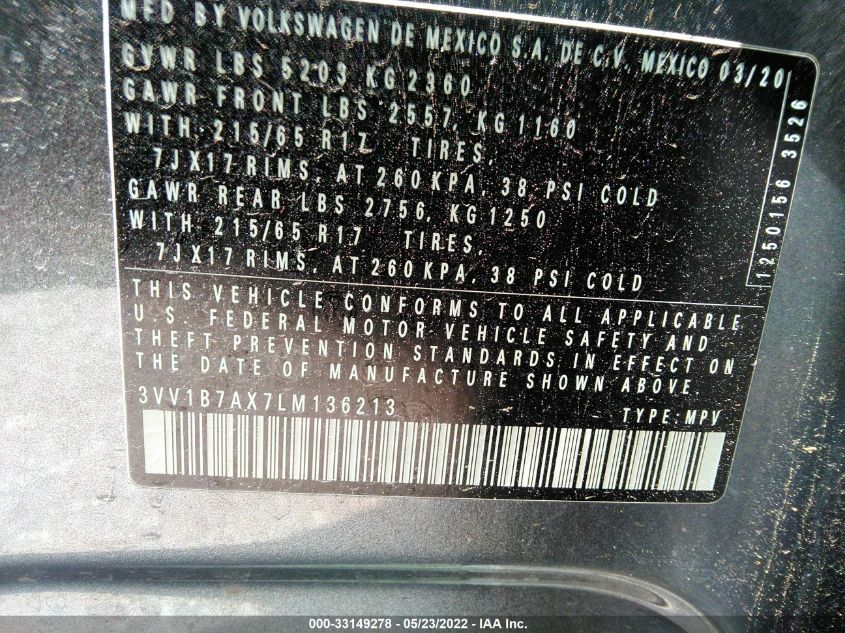 MFD BY VOLKSWAGEN DE MEXICO S.A. DE C.V. MEXICO 03/20
GVWR LBS 5203 KG 2360
GAWR FRONT LBS 2557, KG 1160
WITH 215/65 R17 TIRES,
7JX17 RIMS, AT 260 KPA, 38 PSI COLD
GAWR REAR LBS 2756, KG 1250
WITH 215/65 R17 TIRES,
7JX17 RIMS, AT 260 KPA, 38 PSI COLD
1250156 3526
THIS VEHICLE CONFORMS TO ALL APPLICABLE
U.S. FEDERAL MOTOR VEHICLE SAFETY AND
THEFT PREVENTION STANDARDS IN EFFECT ON
THE DATE OF MANUFACTURE SHOWN ABOVE.
3VV1B7AX7LM136213 TYPE: MPV
000-33149278 - 05/23/2022 - IAA Inc.